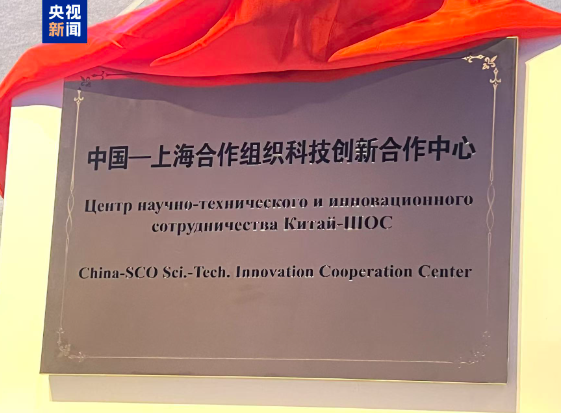 央视
新闻
中国—上海合作组织科技创新合作中心
Центр научно-технического и инновационного
сотрудничества Китай-ШОС
China-SCO Sci.-Tech. Innovation Cooperation Center